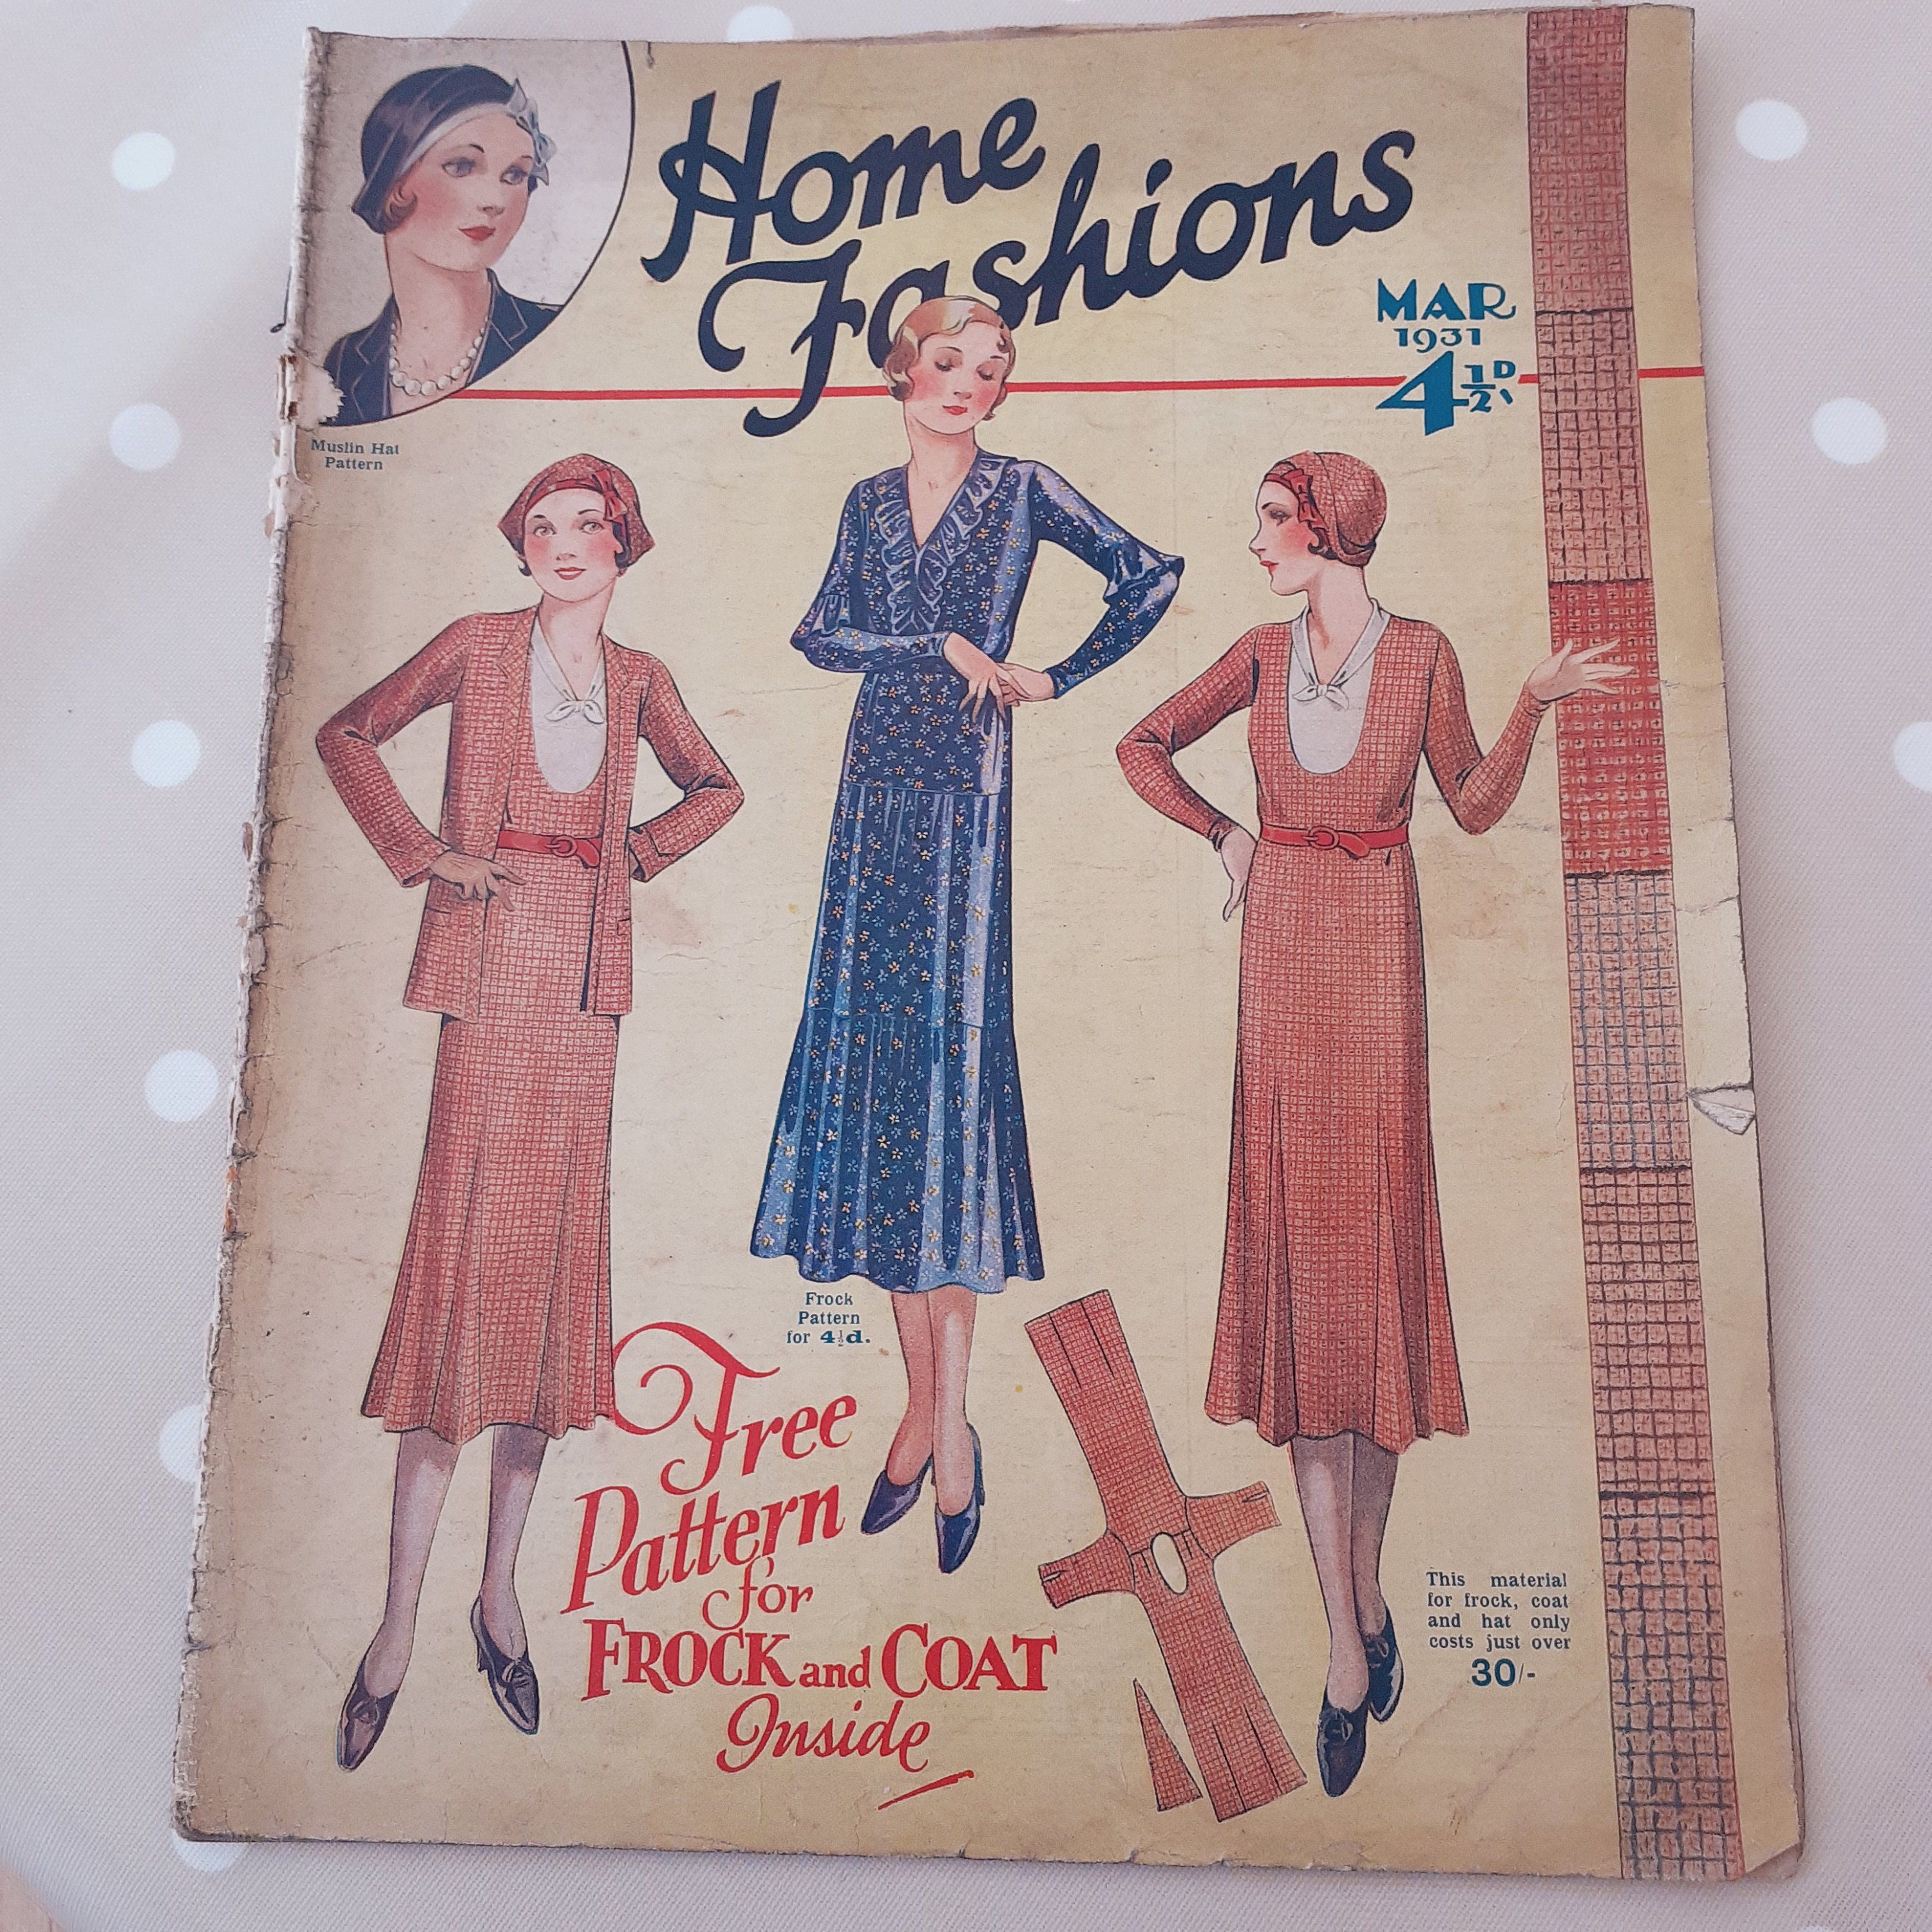 Home
Fashions
MAR
1931
4½D
Muslin Hat
Pattern
Frock
Pattern
for 4½d.
Free
Pattern
for
FROCK and COAT
Inside
This material
for frock, coat
and hat only
costs just over
30/-